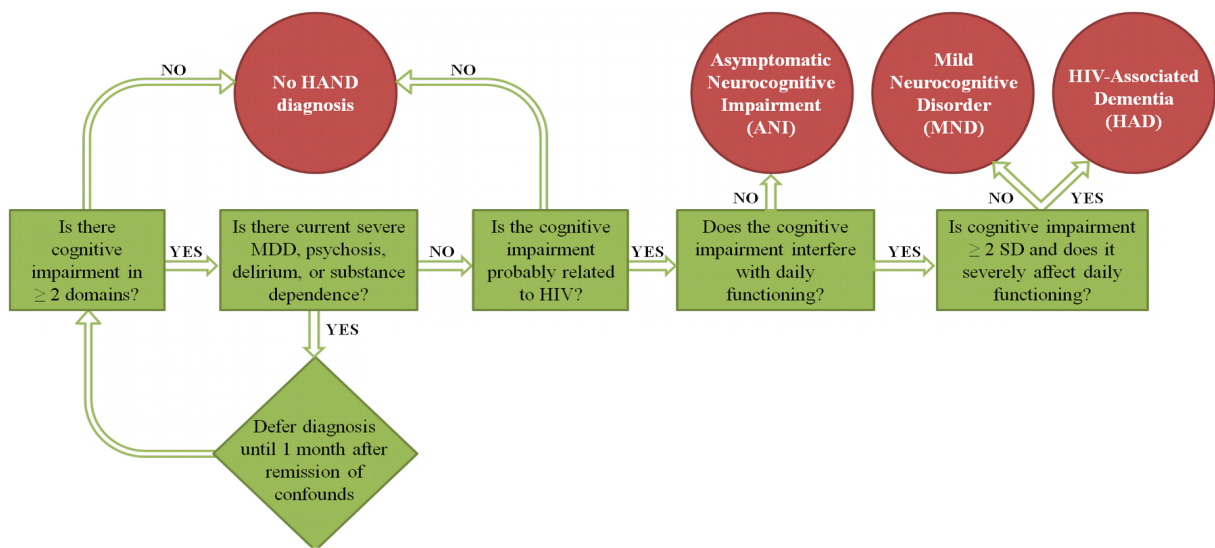 NO
No HAND
diagnosis
NO
Asymptomatic
Neurocognitive
Impairment
(ANI)
Mild
Neurocognitive
Disorder
(MND)
HIV-Associated
Dementia
(HAD)
Is there
cognitive
impairment in
≥ 2 domains?
YES
Is there current severe
MDD, psychosis,
delirium, or substance
dependence?
NO
Is the cognitive
impairment
probably related
to HIV?
YES
NO
Does the cognitive
impairment interfere
with daily
functioning?
YES
NO
YES
Is cognitive impairment
≥ 2 SD and does it
severely affect daily
functioning?
YES
Defer diagnosis
until 1 month after
remission of
confounds